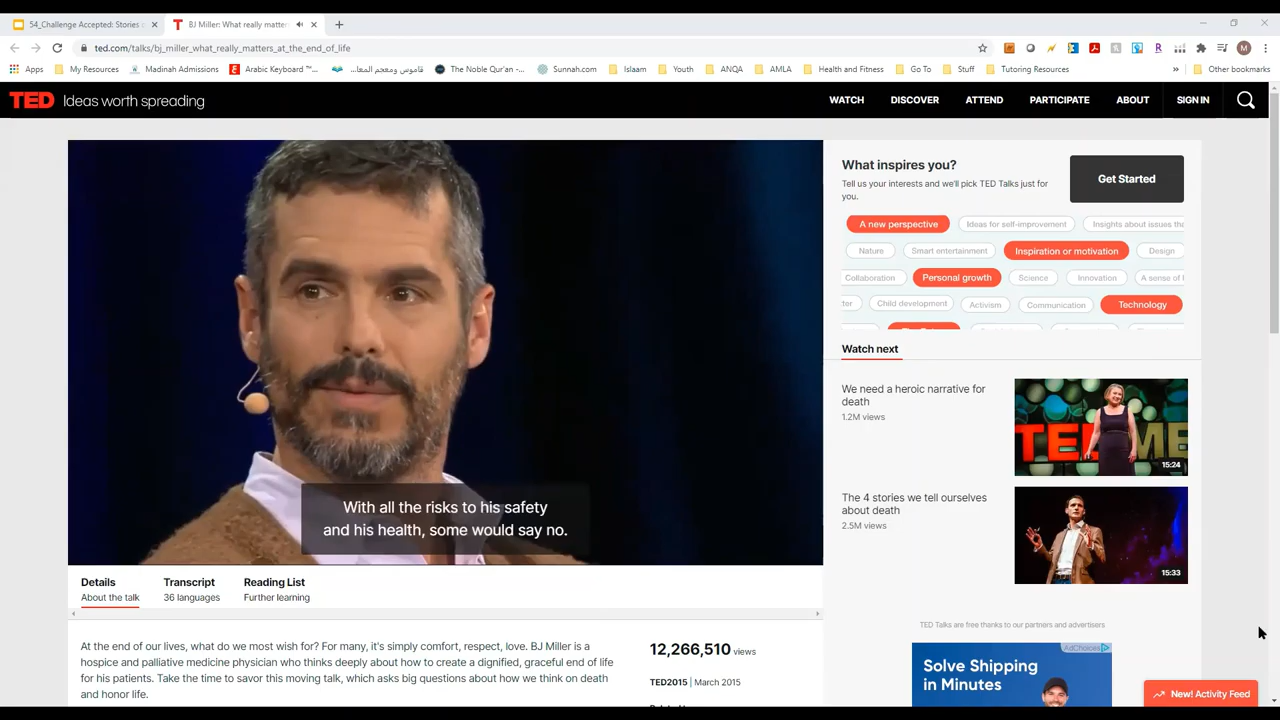 54_Challenge Accepted: Stories
BJ Miller: What really matters
ted.com/talks/bj_miller_what_really_matters_at_the_end_of_life
M
Apps
My Resources
Madinah Admissions
Arabic Keyboard ™...
قاموس ومعجم المعا...
The Noble Qur'an -...
Sunnah.com
Islaam
Youth
ANQA
AMLA
Health and Fitness
Go To
Stuff
Tutoring Resources
»
Other bookmarks
TED Ideas worth spreading
WATCH
DISCOVER
ATTEND
PARTICIPATE
ABOUT
SIGN IN
With all the risks to his safety
and his health, some would say no.
What inspires you?
Tell us your interests and we'll pick TED Talks just for
you.
Get Started
A new perspective
Ideas for self-improvement
Insights about issues
Nature
Smart entertainment
Inspiration or motivation
Design
Collaboration
Personal growth
Science
Innovation
A sense of
Child development
Activism
Communication
Technology
Watch next
We need a heroic narrative for
death
1.2M views
15:24
The 4 stories we tell ourselves
about death
2.5M views
15:33
Details
About the talk
Transcript
36 languages
Reading List
Further learning
At the end of our lives, what do we most wish for? For many, it's simply comfort, respect, love. BJ Miller is a
hospice and palliative medicine physician who thinks deeply about how to create a dignified, graceful end of life
for his patients. Take the time to savor this moving talk, which asks big questions about how we think on death
and honor life.
12,266,510 views
TED2015 | March 2015
TED Talks are free thanks to our partners and advertisers
AdChoices
Solve Shipping
in Minutes
New! Activity Feed